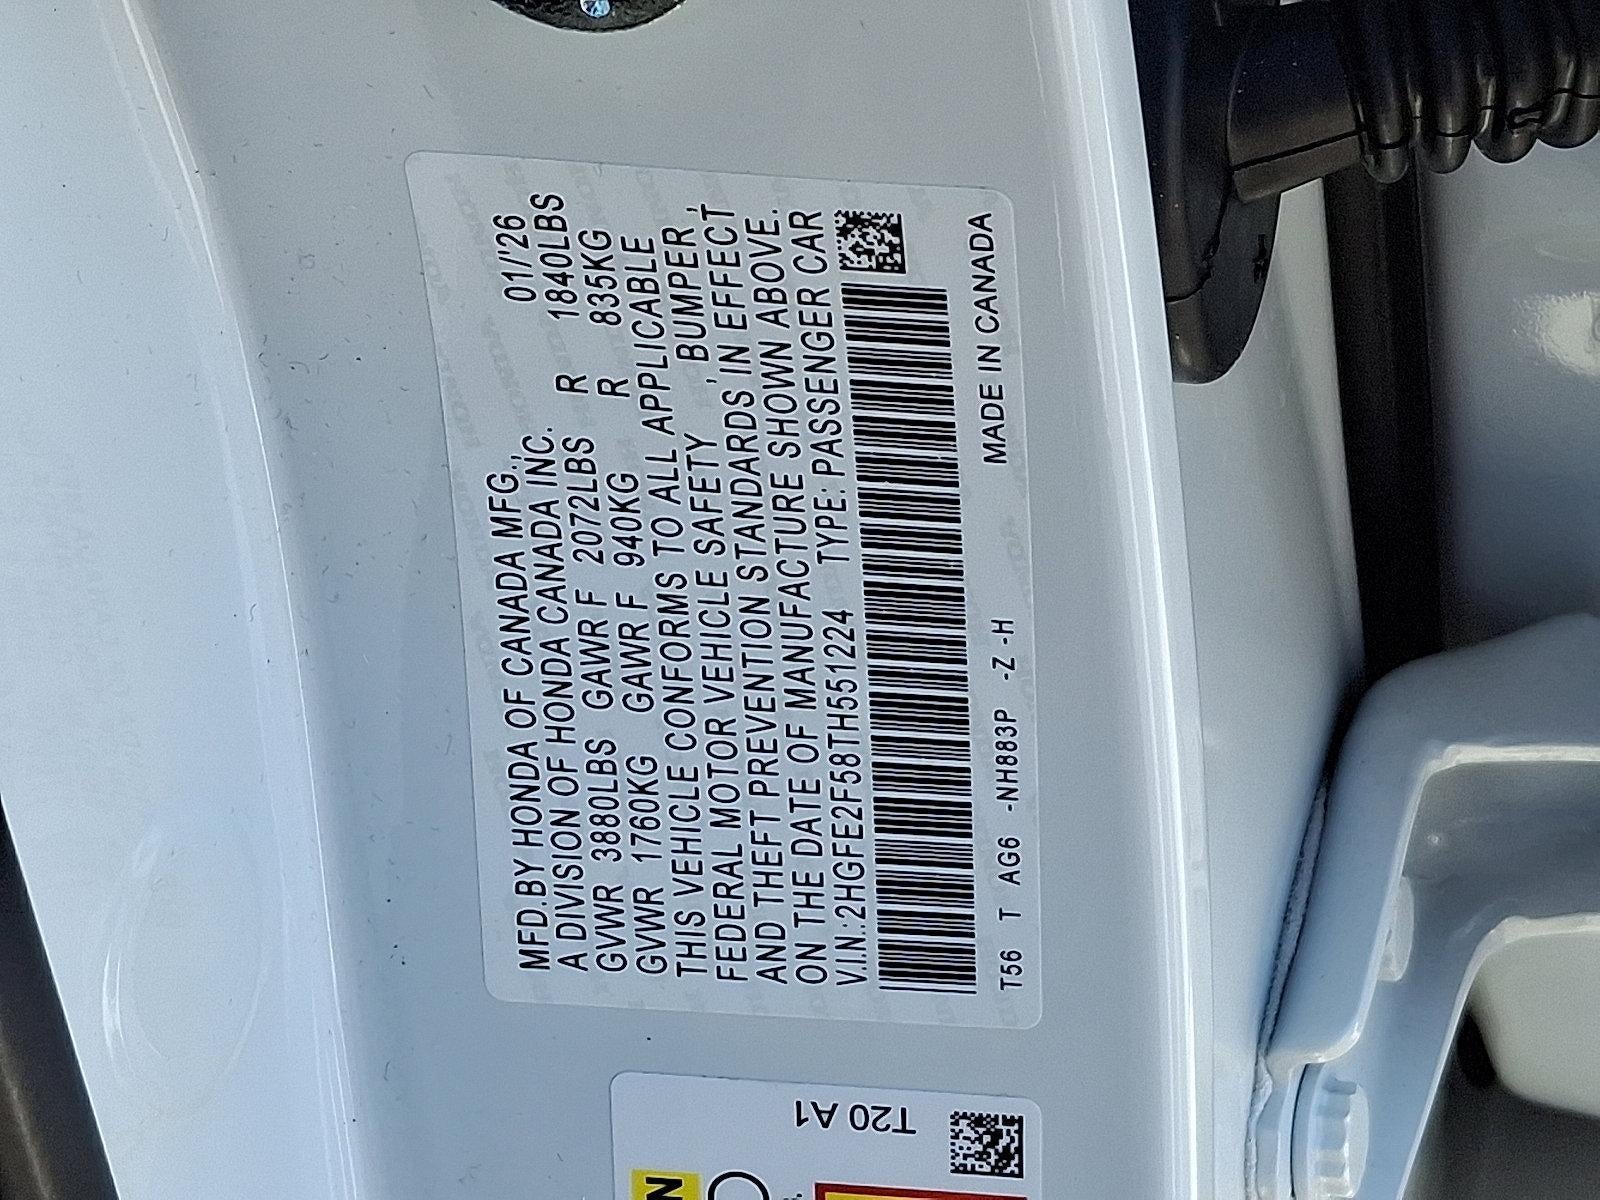 MFD.BY HONDA OF CANADA MFG., 01/'26
A DIVISION OF HONDA CANADA INC.
GVWR 3880LBS GAWR F 2072LBS R 1840LBS
GVWR 1760KG GAWR F 940KG R 835KG
THIS VEHICLE CONFORMS TO ALL APPLICABLE
FEDERAL MOTOR VEHICLE SAFETY, BUMPER,
AND THEFT PREVENTION STANDARDS IN EFFECT
ON THE DATE OF MANUFACTURE SHOWN ABOVE.
V.I.N.:2HGFE2F58TH551224 TYPE: PASSENGER CAR
T56 T AG6 -NH883P -Z -H MADE IN CANADA
T20 A1